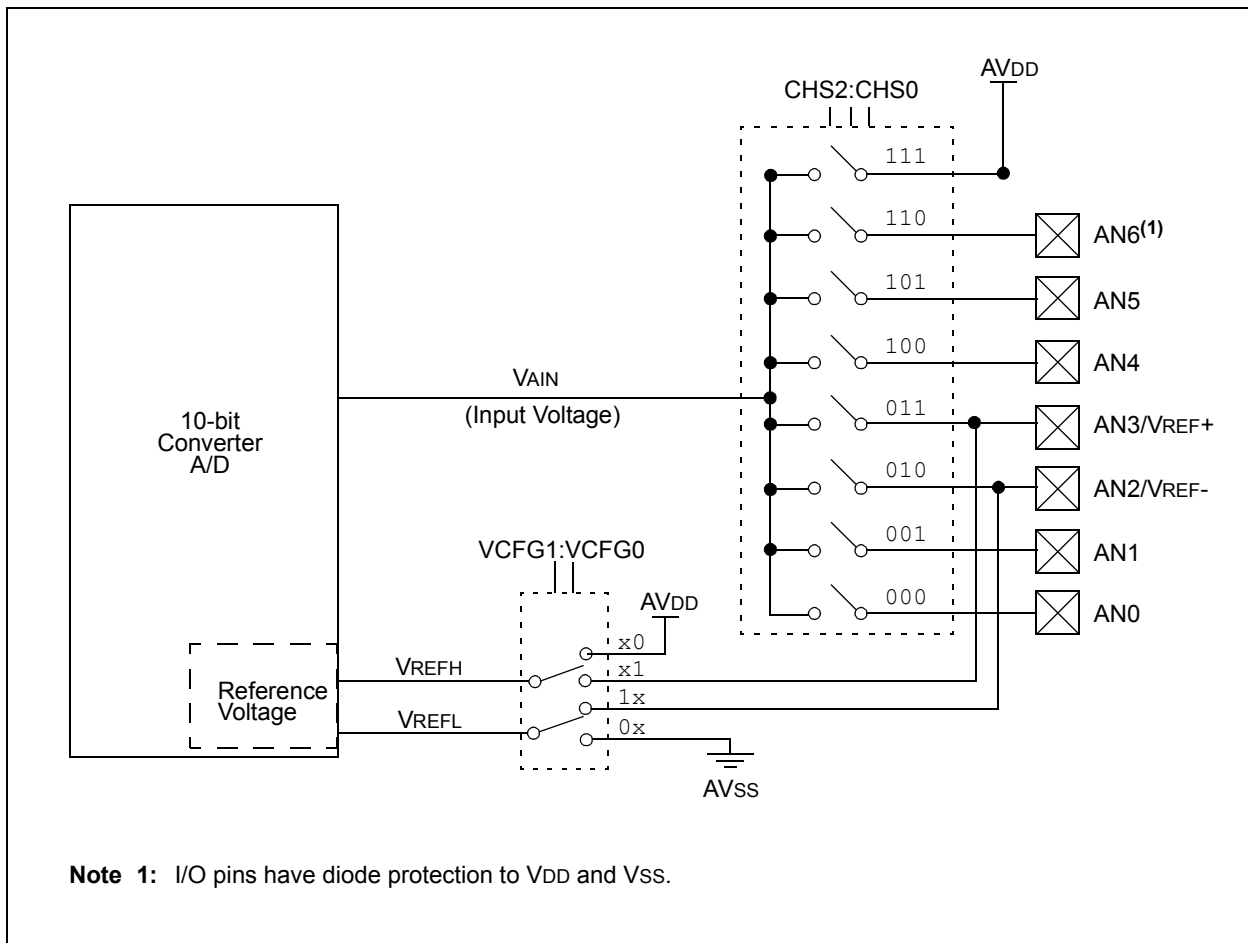 AVDD
CHS2:CHS0
111
110
AN6(1)
101
AN5
100
AN4
VAIN
(Input Voltage)
011
AN3/VREF+
10-bit
Converter
A/D
010
AN2/VREF-
001
AN1
VCFG1:VCFG0
000
AN0
AVDD
x0
VREFH
x1
Reference
Voltage
1x
VREFL
0x
AVSS
Note 1: I/O pins have diode protection to VDD and VSS.